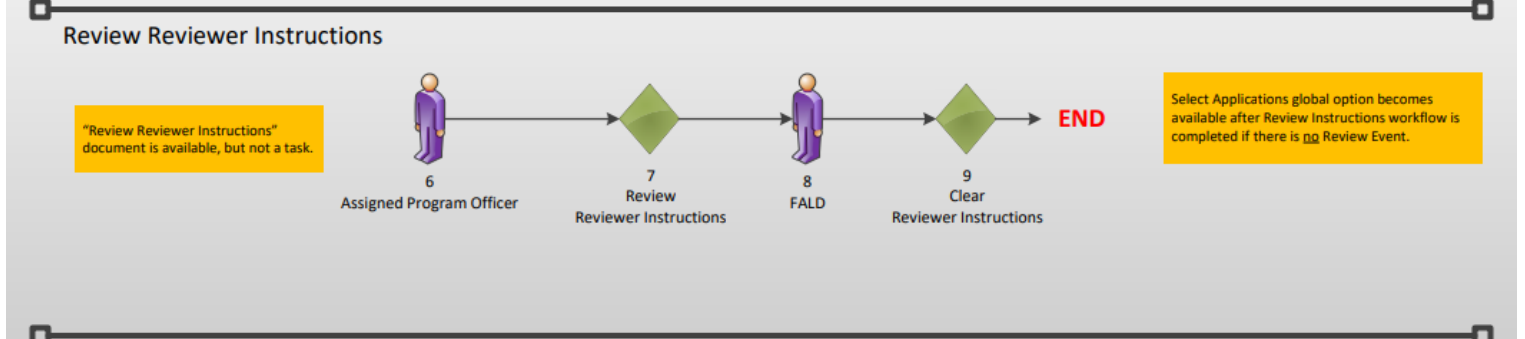 Review Reviewer Instructions
“Review Reviewer Instructions”
document is available, but not a task.
6
Assigned Program Officer
7
Review
Reviewer Instructions
8
FALD
9
Clear
Reviewer Instructions
END
Select Applications global option becomes
available after Review Instructions workflow is
completed if there is no Review Event.